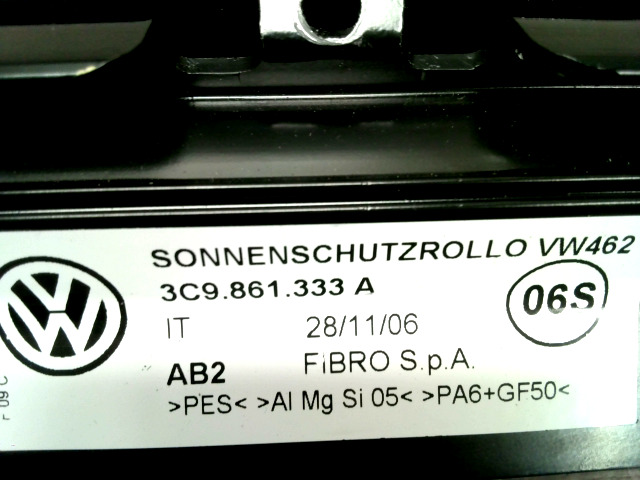 SONNENSCHUTZROLLO VW462
3C9.861.333 A
06S
IT 28/11/06
AB2 FiBRO S.p.A.
>PES< >Al Mg Si 05< >PA6+GF50<